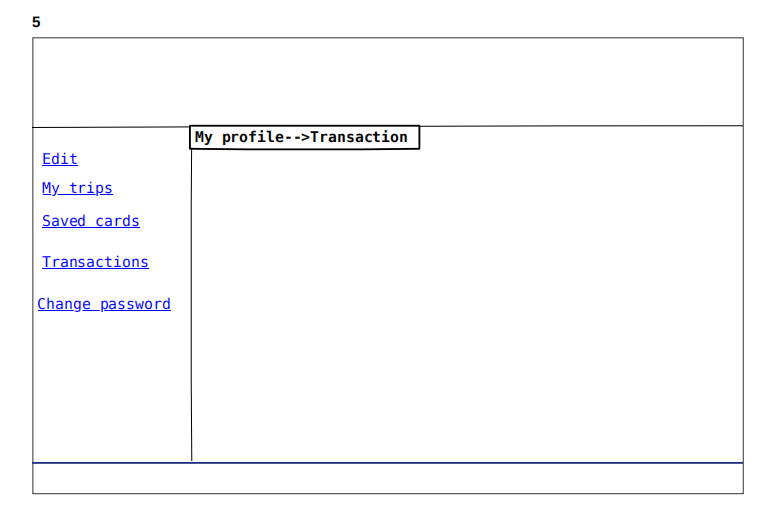 5
My profile-->Transaction
Edit
My trips
Saved cards
Transactions
Change password